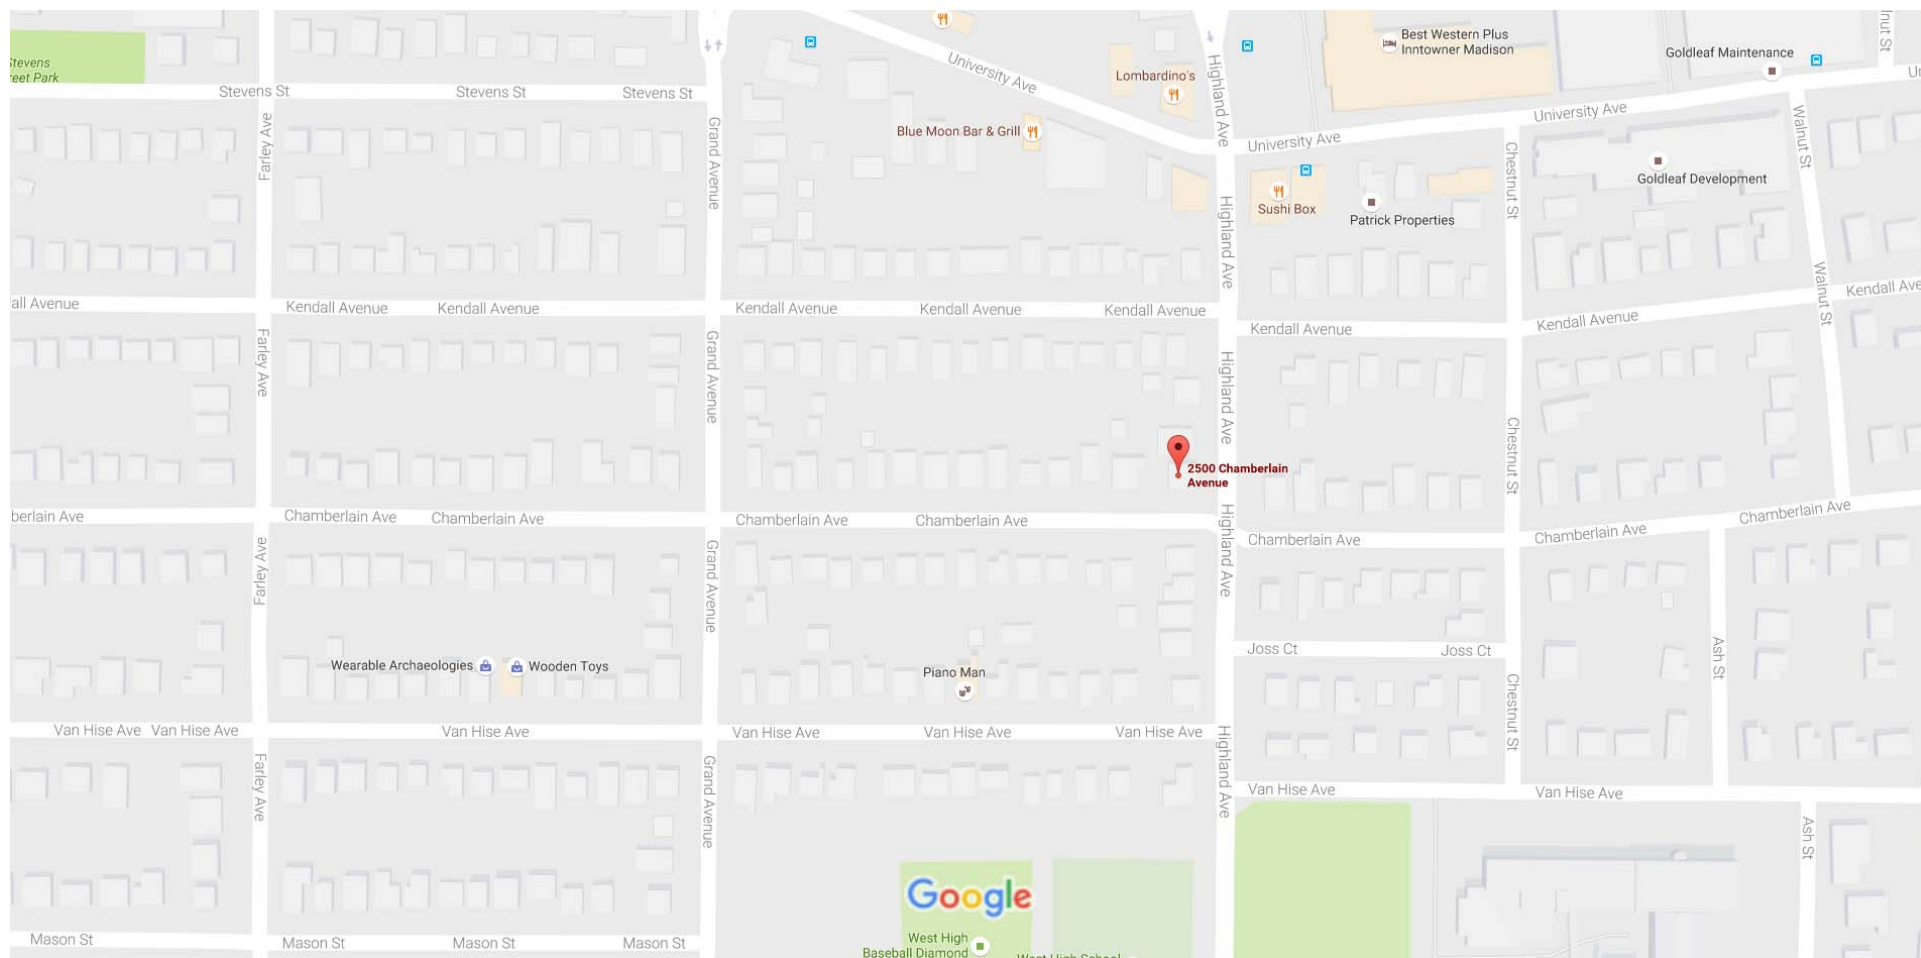 Stevens
reet Park
Stevens St
Stevens St
Stevens St
Farley Ave
Grand Avenue
University Ave
Lombardino's
Blue Moon Bar & Grill
Highland Ave
Best Western Plus
Inntowner Madison
Goldleaf Maintenance
University Ave
University Ave
Walnut St
Chestnut St
Goldleaf Development
Sushi Box
Patrick Properties
Highland Ave
Walnut St
all Avenue
Kendall Avenue
Kendall Avenue
Kendall Avenue
Kendall Avenue
Kendall Avenue
Kendall Avenue
Kendall Avenue
Kendall Ave
Farley Ave
Grand Avenue
Highland Ave
Chestnut St
2500 Chamberlain
Avenue
berlain Ave
Chamberlain Ave
Chamberlain Ave
Chamberlain Ave
Chamberlain Ave
Chamberlain Ave
Chamberlain Ave
Chamberlain Ave
Farley Ave
Grand Avenue
Highland Ave
Joss Ct
Joss Ct
Ash St
Wearable Archaeologies
Wooden Toys
Piano Man
Chestnut St
Van Hise Ave
Van Hise Ave
Van Hise Ave
Van Hise Ave
Van Hise Ave
Van Hise Ave
Van Hise Ave
Van Hise Ave
Farley Ave
Grand Avenue
Highland Ave
Ash St
Google
West High
Baseball Diamond
West High School
Mason St
Mason St
Mason St
Mason St